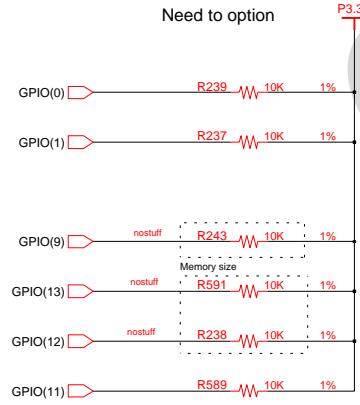 Need to option
P3.3
GPIO(0) R239 10K 1%
GPIO(1) R237 10K 1%
GPIO(9) nostuff R243 10K 1%
Memory size
GPIO(13) nostuff R591 10K 1%
GPIO(12) nostuff R238 10K 1%
GPIO(11) R589 10K 1%